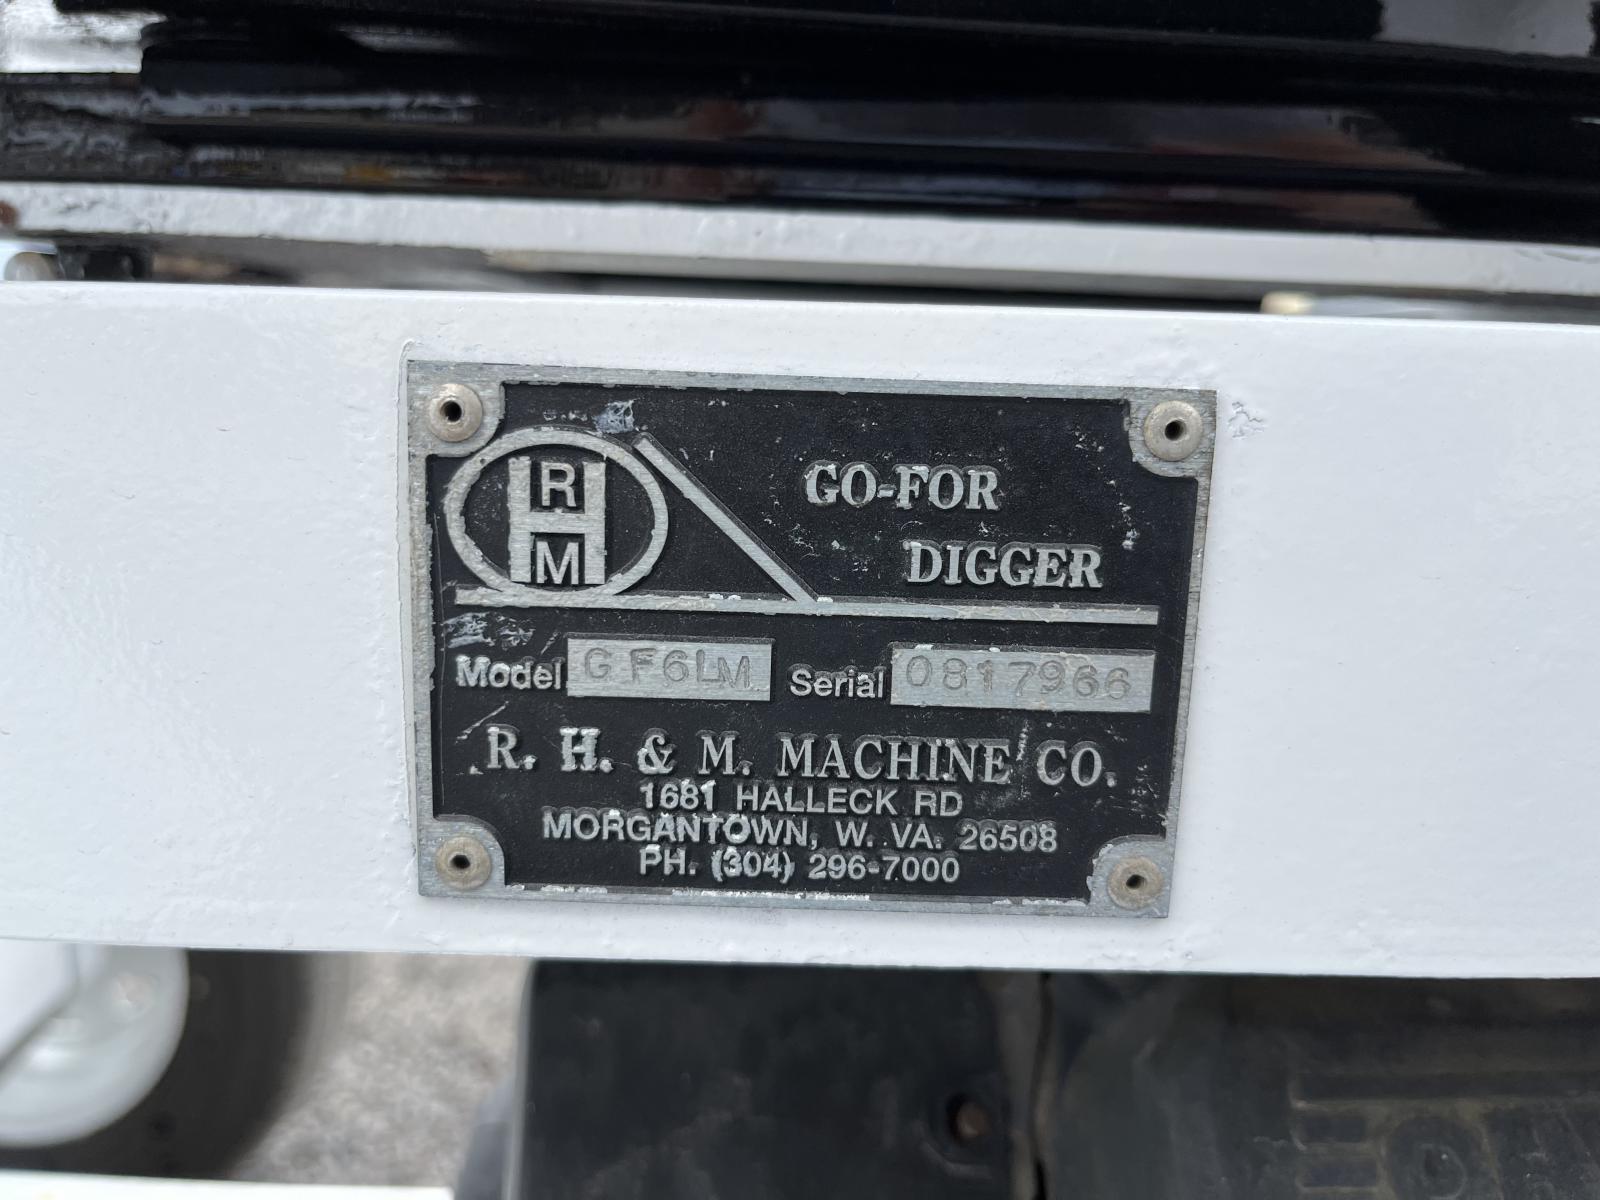 R
H
M
GO-FOR
DIGGER
Model GF6LM Serial 0817966
R. H. & M. MACHINE CO.
1681 HALLECK RD
MORGANTOWN, W. VA. 26508
PH. (304) 296-7000